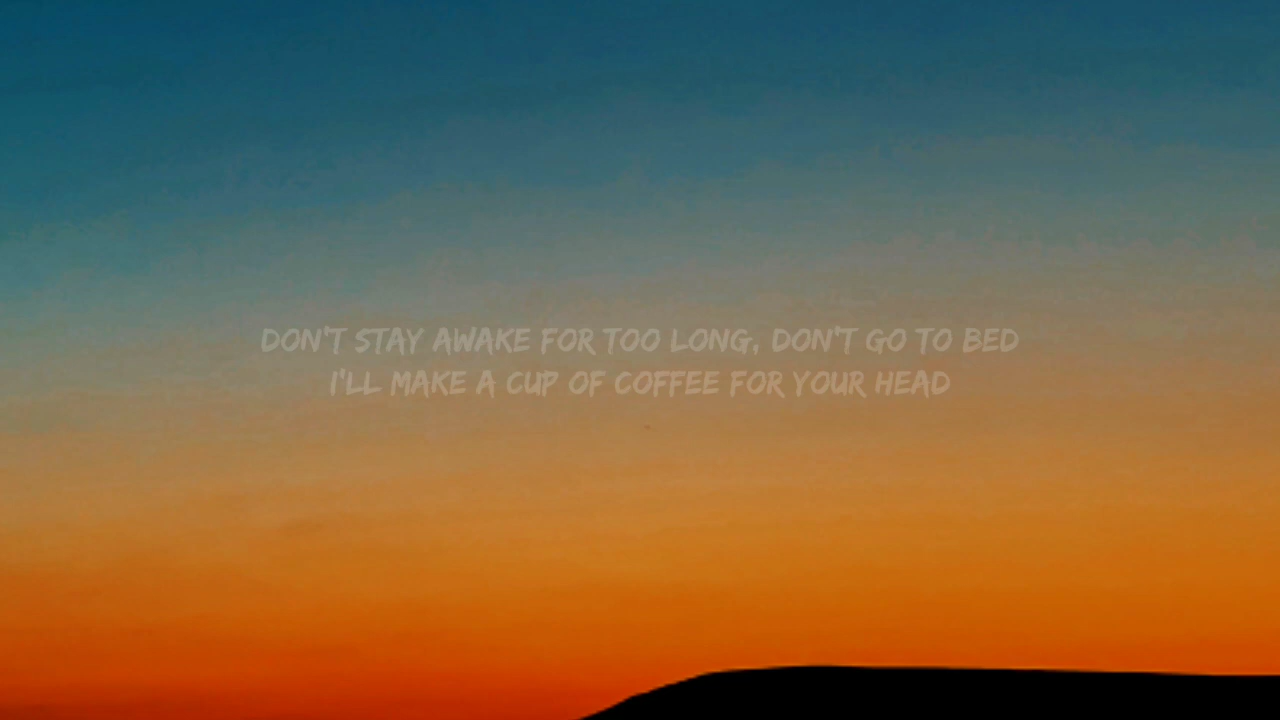 DON'T STAY AWAKE FOR TOO LONG, DON'T GO TO BED
I'LL MAKE A CUP OF COFFEE FOR YOUR HEAD